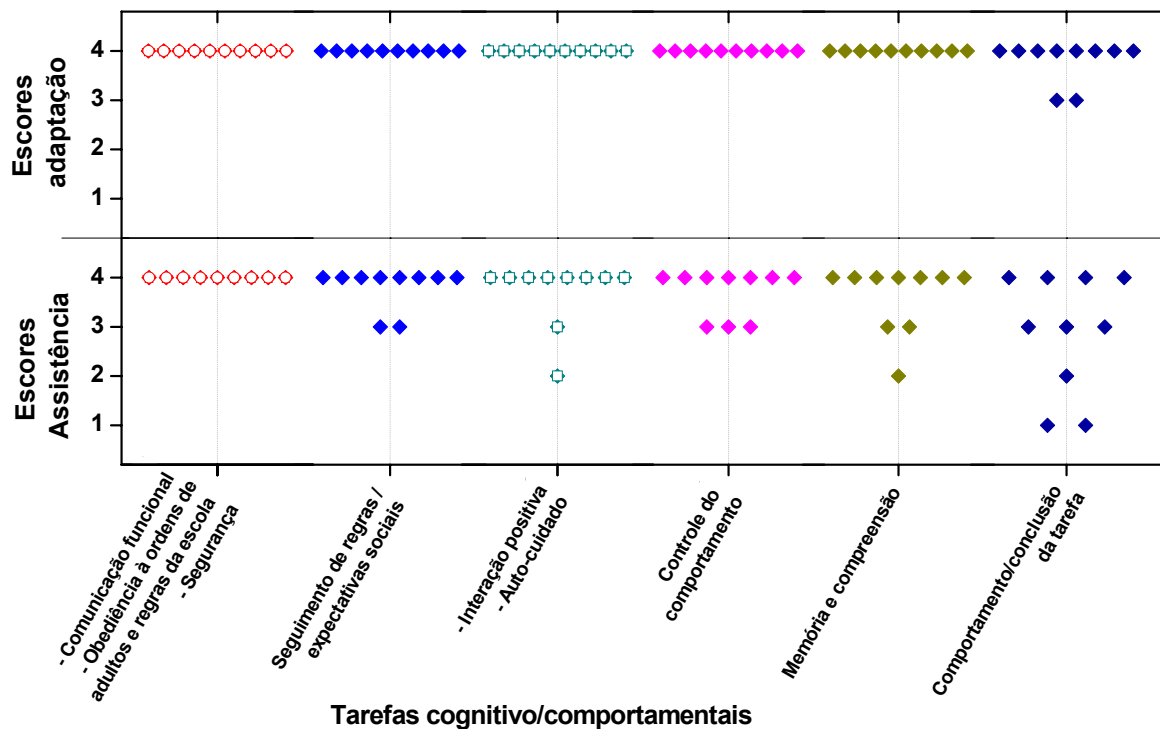 Escores
adaptação
4
3
2
1
Escores
Assistência
4
3
2
1
- Comunicação funcional
- Obediência à ordens de
adultos e regras da escola
- Segurança
Seguimento de regras /
expectativas sociais
- Interação positiva
- Auto-cuidado
Controle do
comportamento
Memória e compreensão
Comportamento/conclusão
da tarefa
Tarefas cognitivo/comportamentais